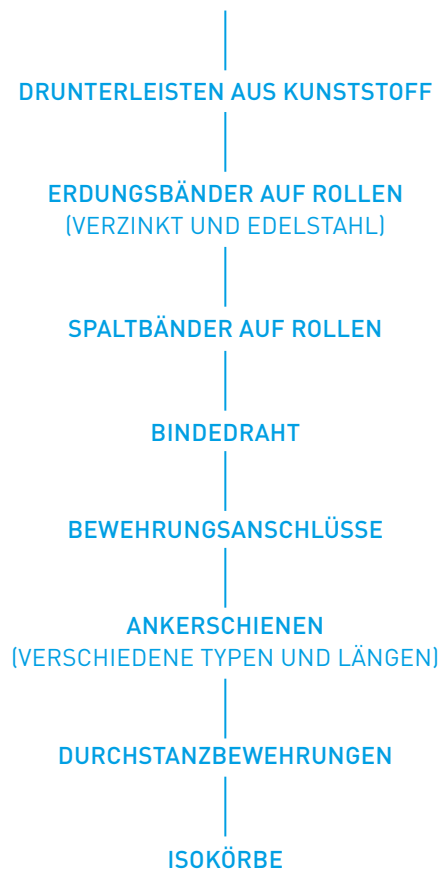 DRUNTERLEISTEN AUS KUNSTSTOFF
ERDUNGSBÄNDER AUF ROLLEN
(VERZINKT UND EDELSTAHL)
SPALTBÄNDER AUF ROLLEN
BINDEDRAHT
BEWEHRUNGSANSCHLÜSSE
ANKERSCHIENEN
(VERSCHIEDENE TYPEN UND LÄNGEN)
DURCHSTANZBEWEHRUNGEN
ISOKÖRBE